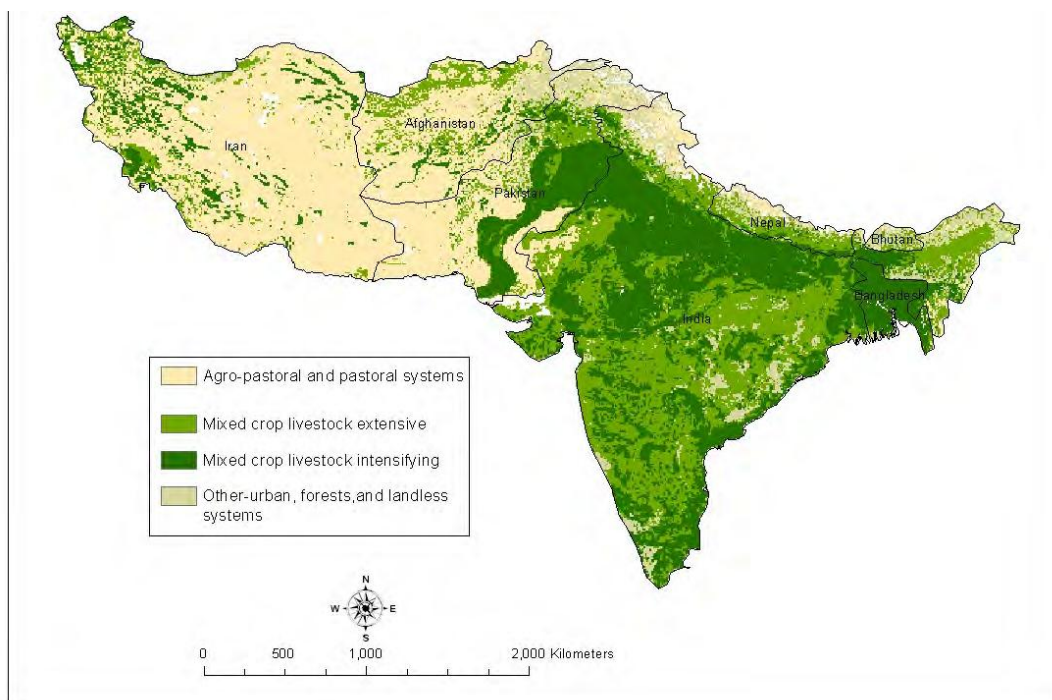 Iran
Afghanistan
Pakistan
Nepal
Bhutan
Bangladesh
India
Agro-pastoral and pastoral systems
Mixed crop livestock extensive
Mixed crop livestock intensifying
Other-urban, forests,and landless
systems
N
W E
S
0 500 1,000 2,000 Kilometers